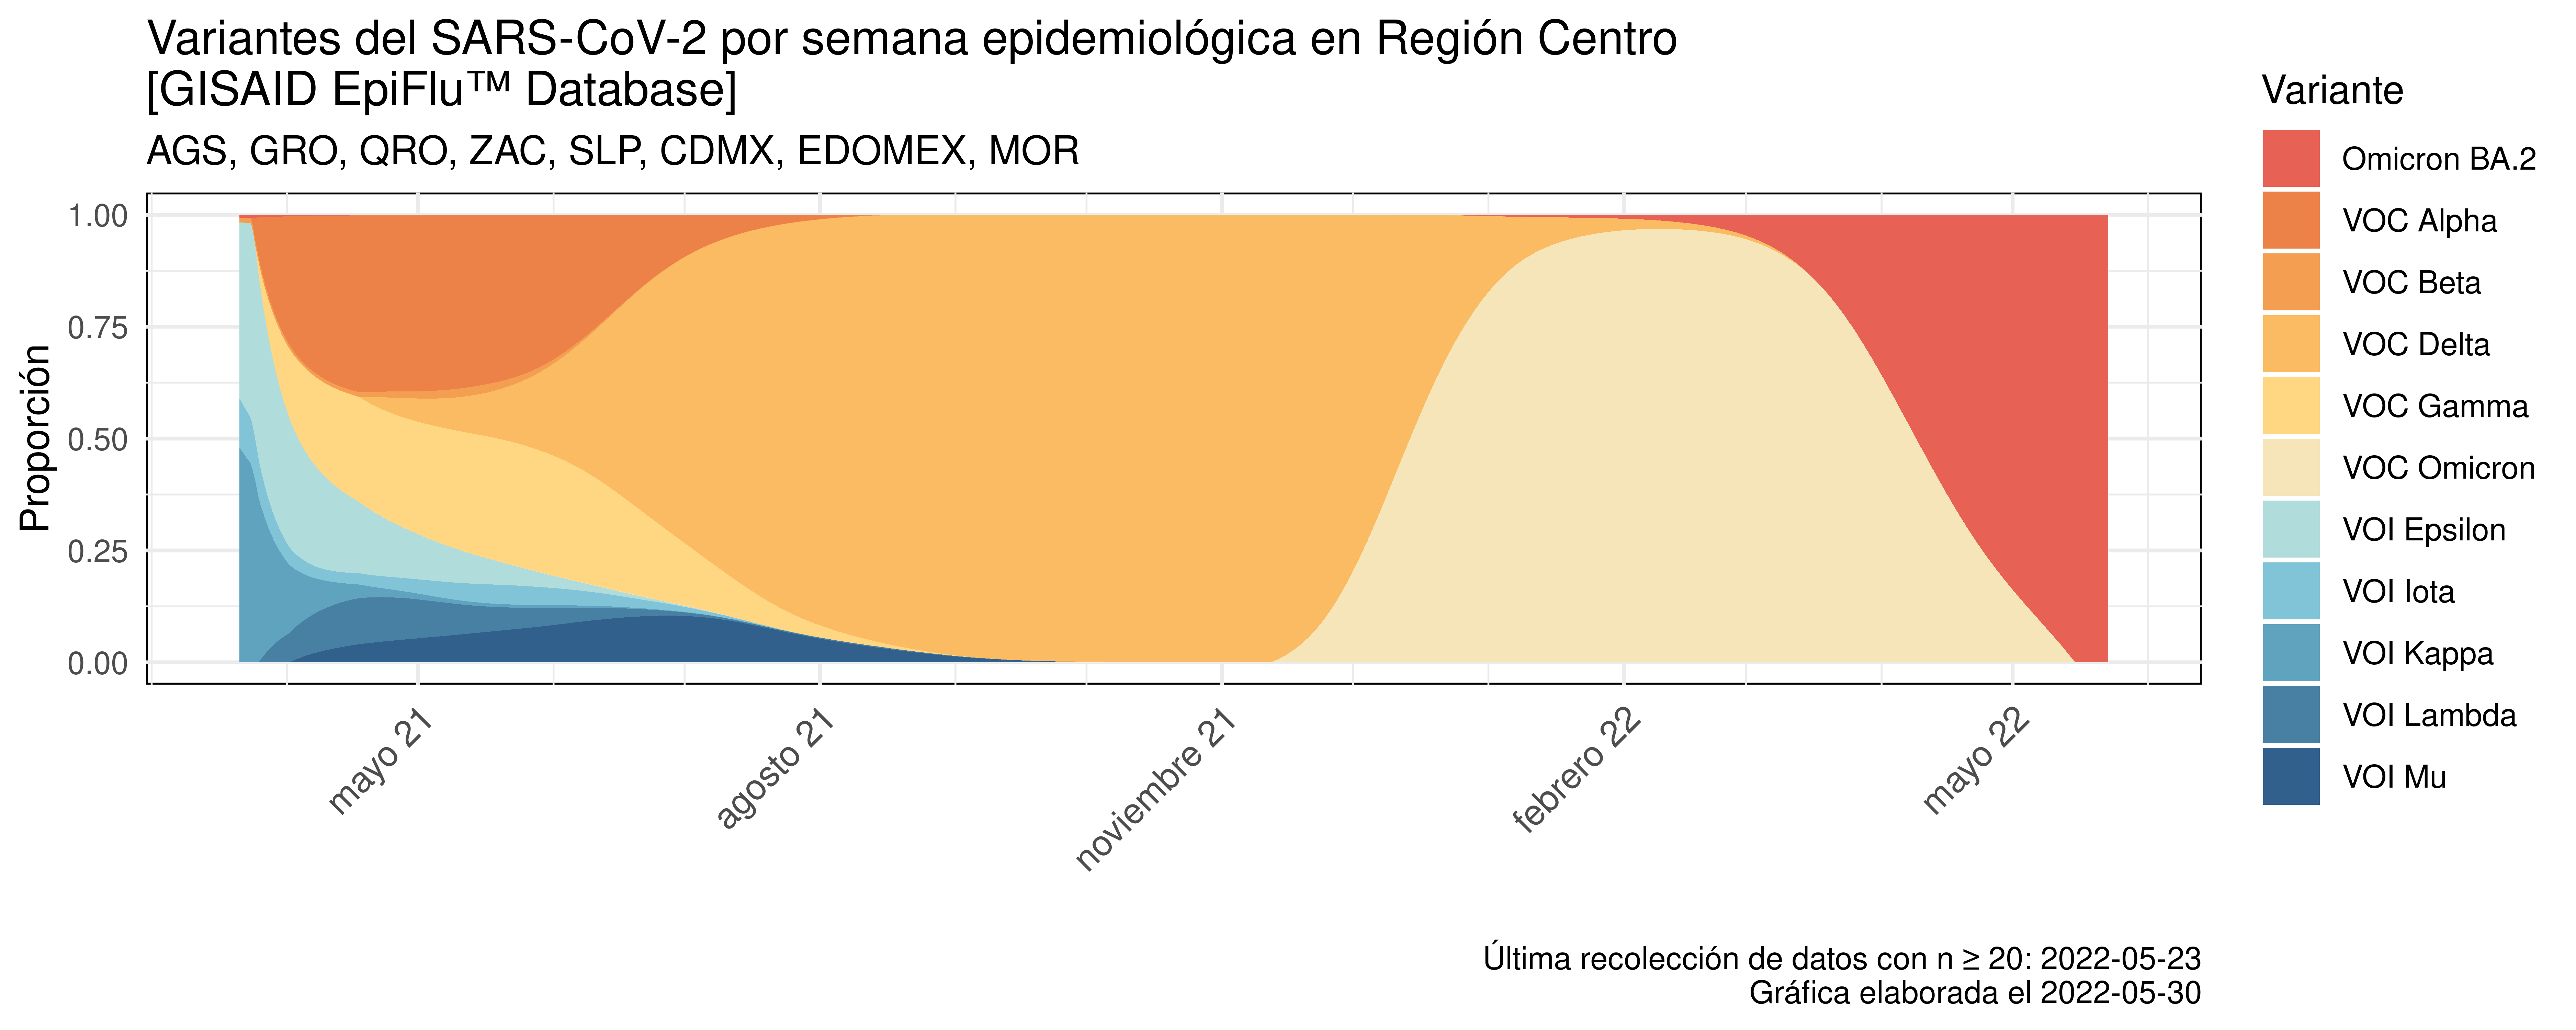 Variantes del SARS-CoV-2 por semana epidemiológica en Región Centro
[GISAID EpiFlu™ Database]
AGS, GRO, QRO, ZAC, SLP, CDMX, EDOMEX, MOR
Proporción
1.00
0.75
0.50
0.25
0.00
mayo 21
agosto 21
noviembre 21
febrero 22
mayo 22
Variante
Omicron BA.2
VOC Alpha
VOC Beta
VOC Delta
VOC Gamma
VOC Omicron
VOI Epsilon
VOI Iota
VOI Kappa
VOI Lambda
VOI Mu
Última recolección de datos con n ≥ 20: 2022-05-23
Gráfica elaborada el 2022-05-30